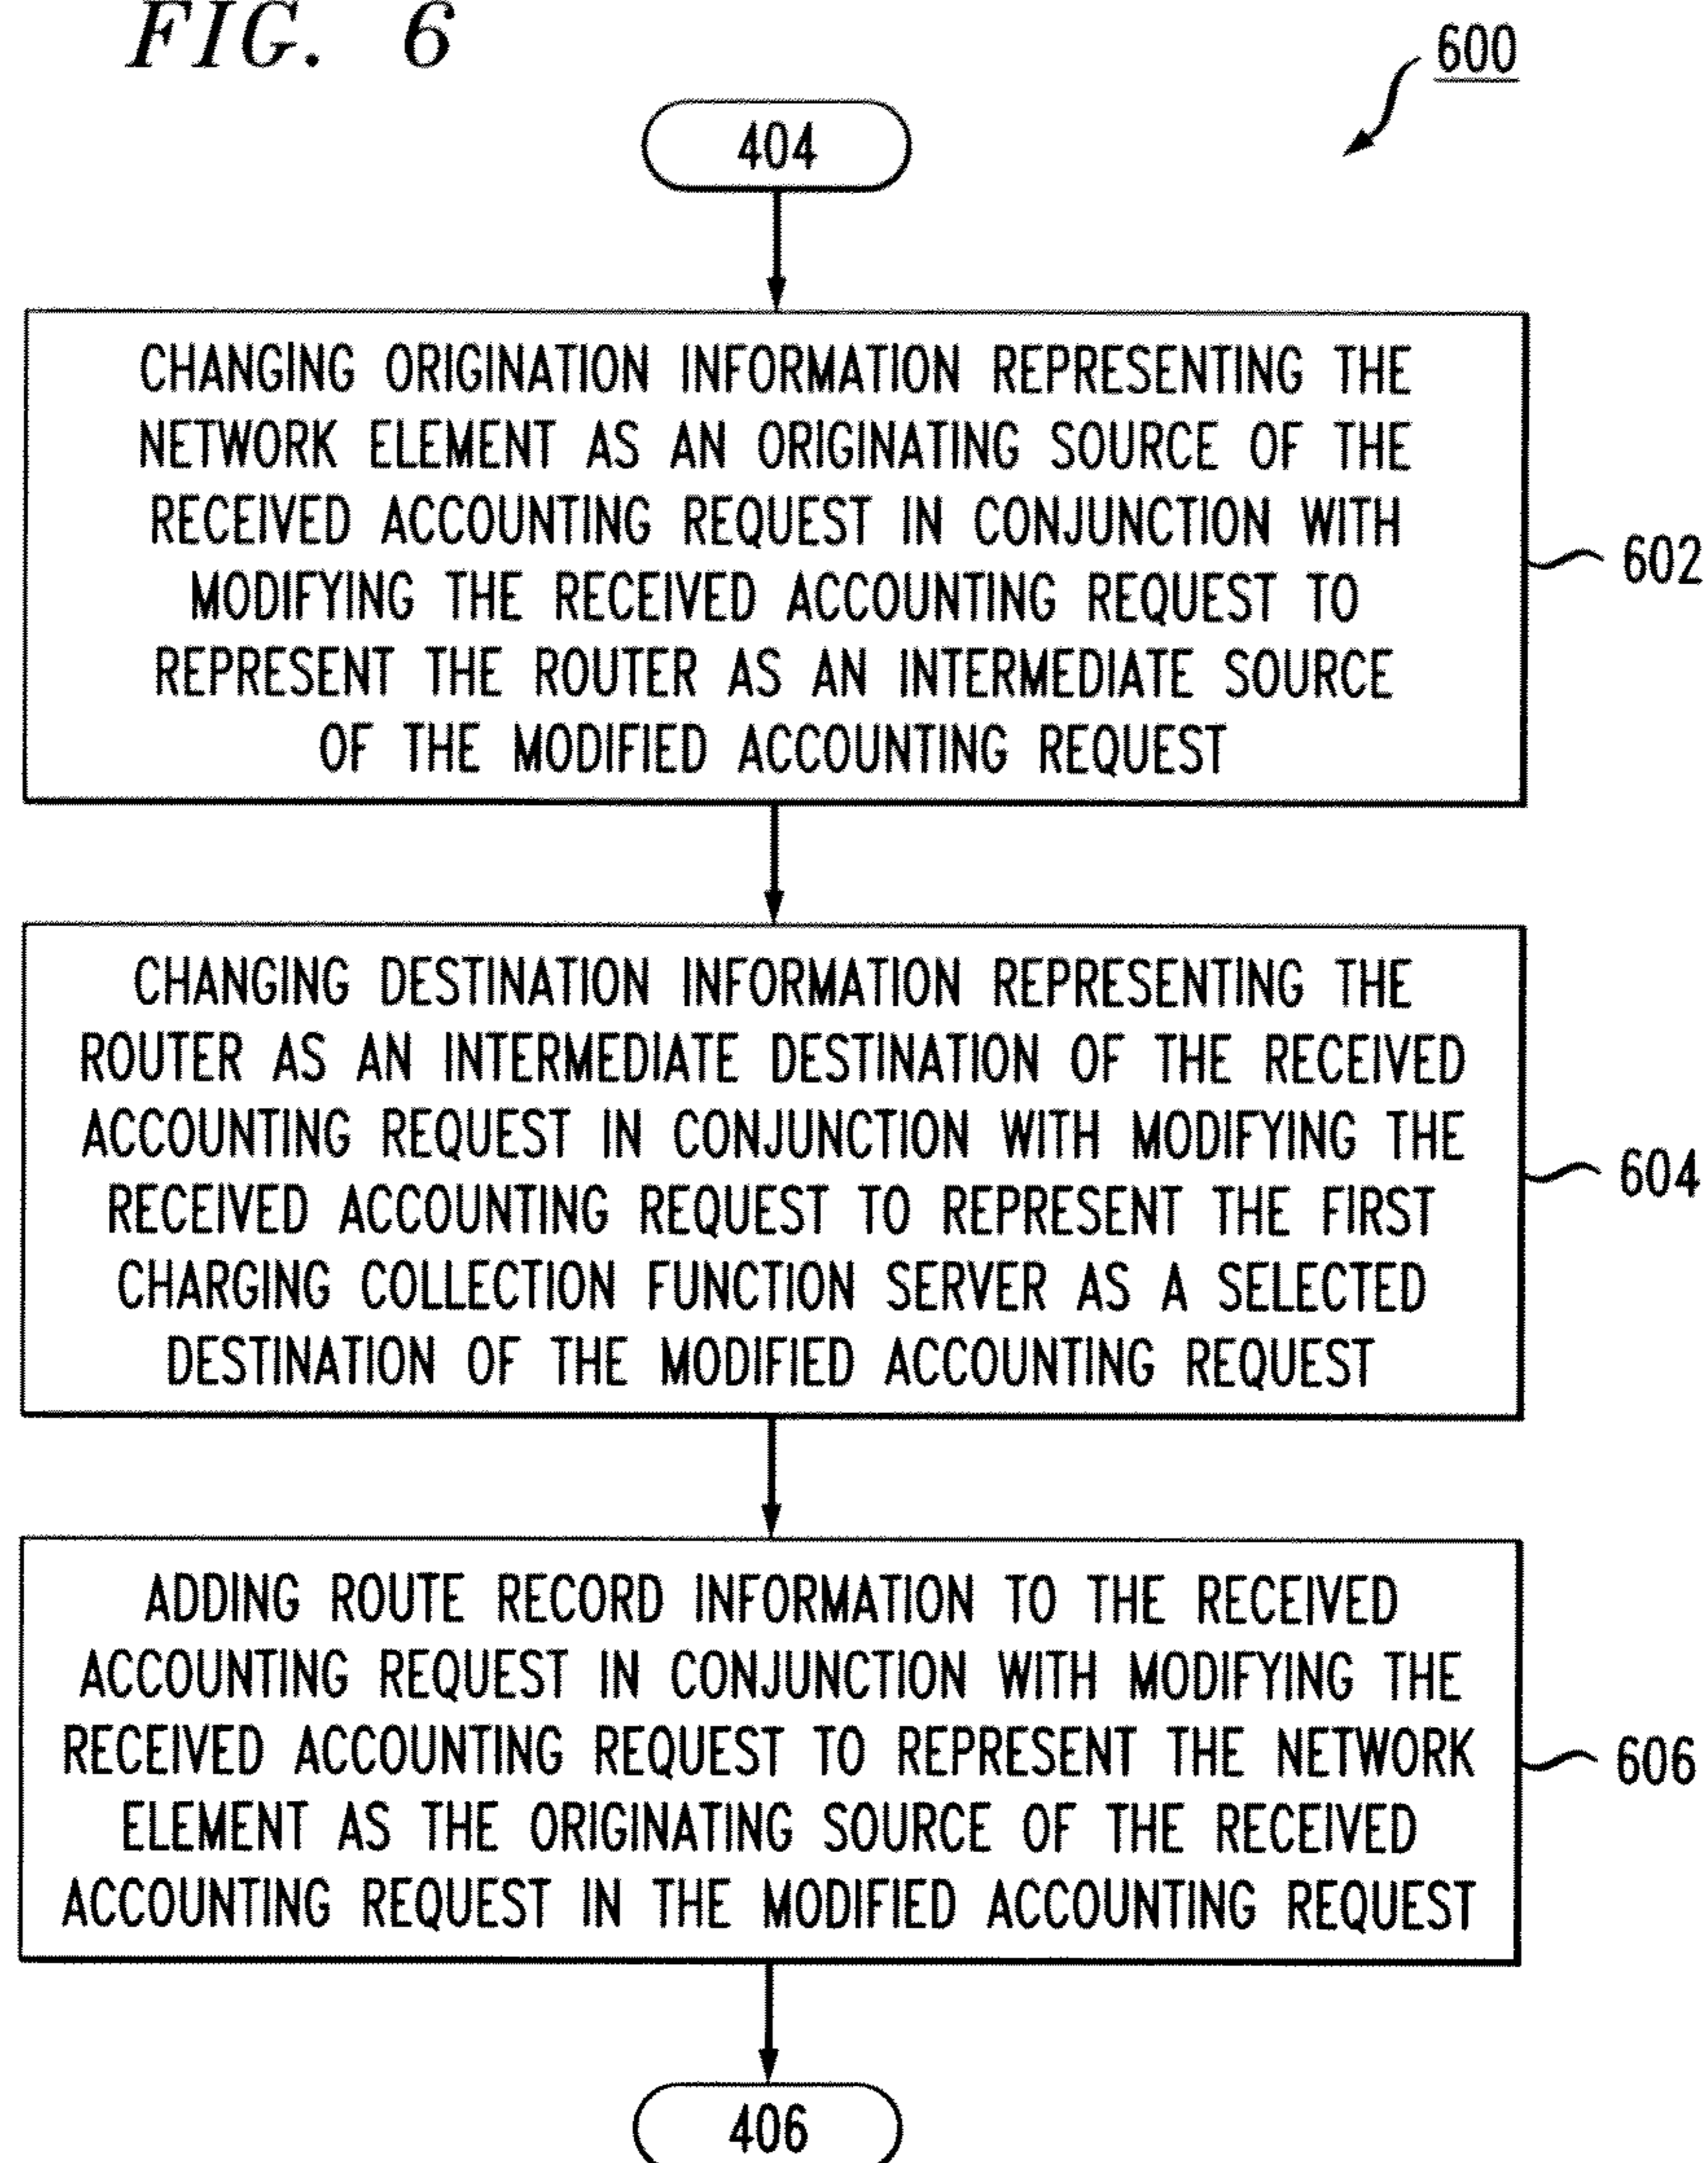 FIG. 6
600
404
CHANGING ORIGINATION INFORMATION REPRESENTING THE
NETWORK ELEMENT AS AN ORIGINATING SOURCE OF THE
RECEIVED ACCOUNTING REQUEST IN CONJUNCTION WITH
MODIFYING THE RECEIVED ACCOUNTING REQUEST TO
REPRESENT THE ROUTER AS AN INTERMEDIATE SOURCE
OF THE MODIFIED ACCOUNTING REQUEST
602
CHANGING DESTINATION INFORMATION REPRESENTING THE
ROUTER AS AN INTERMEDIATE DESTINATION OF THE RECEIVED
ACCOUNTING REQUEST IN CONJUNCTION WITH MODIFYING THE
RECEIVED ACCOUNTING REQUEST TO REPRESENT THE FIRST
CHARGING COLLECTION FUNCTION SERVER AS A SELECTED
DESTINATION OF THE MODIFIED ACCOUNTING REQUEST
604
ADDING ROUTE RECORD INFORMATION TO THE RECEIVED
ACCOUNTING REQUEST IN CONJUNCTION WITH MODIFYING THE
RECEIVED ACCOUNTING REQUEST TO REPRESENT THE NETWORK
ELEMENT AS THE ORIGINATING SOURCE OF THE RECEIVED
ACCOUNTING REQUEST IN THE MODIFIED ACCOUNTING REQUEST
606
406